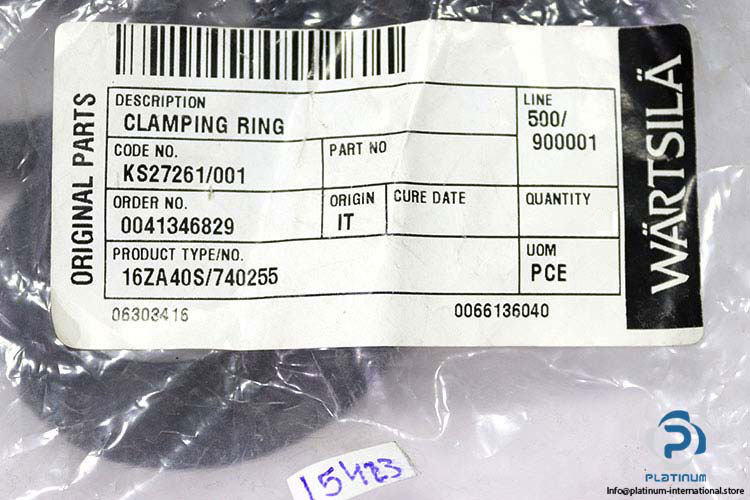 ORIGINAL PARTS
DESCRIPTION
CLAMPING RING
LINE
500/
900001
CODE NO.
KS27261/001
PART NO
ORDER NO.
0041346829
ORIGIN
IT
CURE DATE
QUANTITY
PRODUCT TYPE/NO.
16ZA40S/740255
UOM
PCE
06303416
0066136040
WÄRTSILÄ
15423
PLATINUM
INTERNATIONAL
Info@platinum-international.store